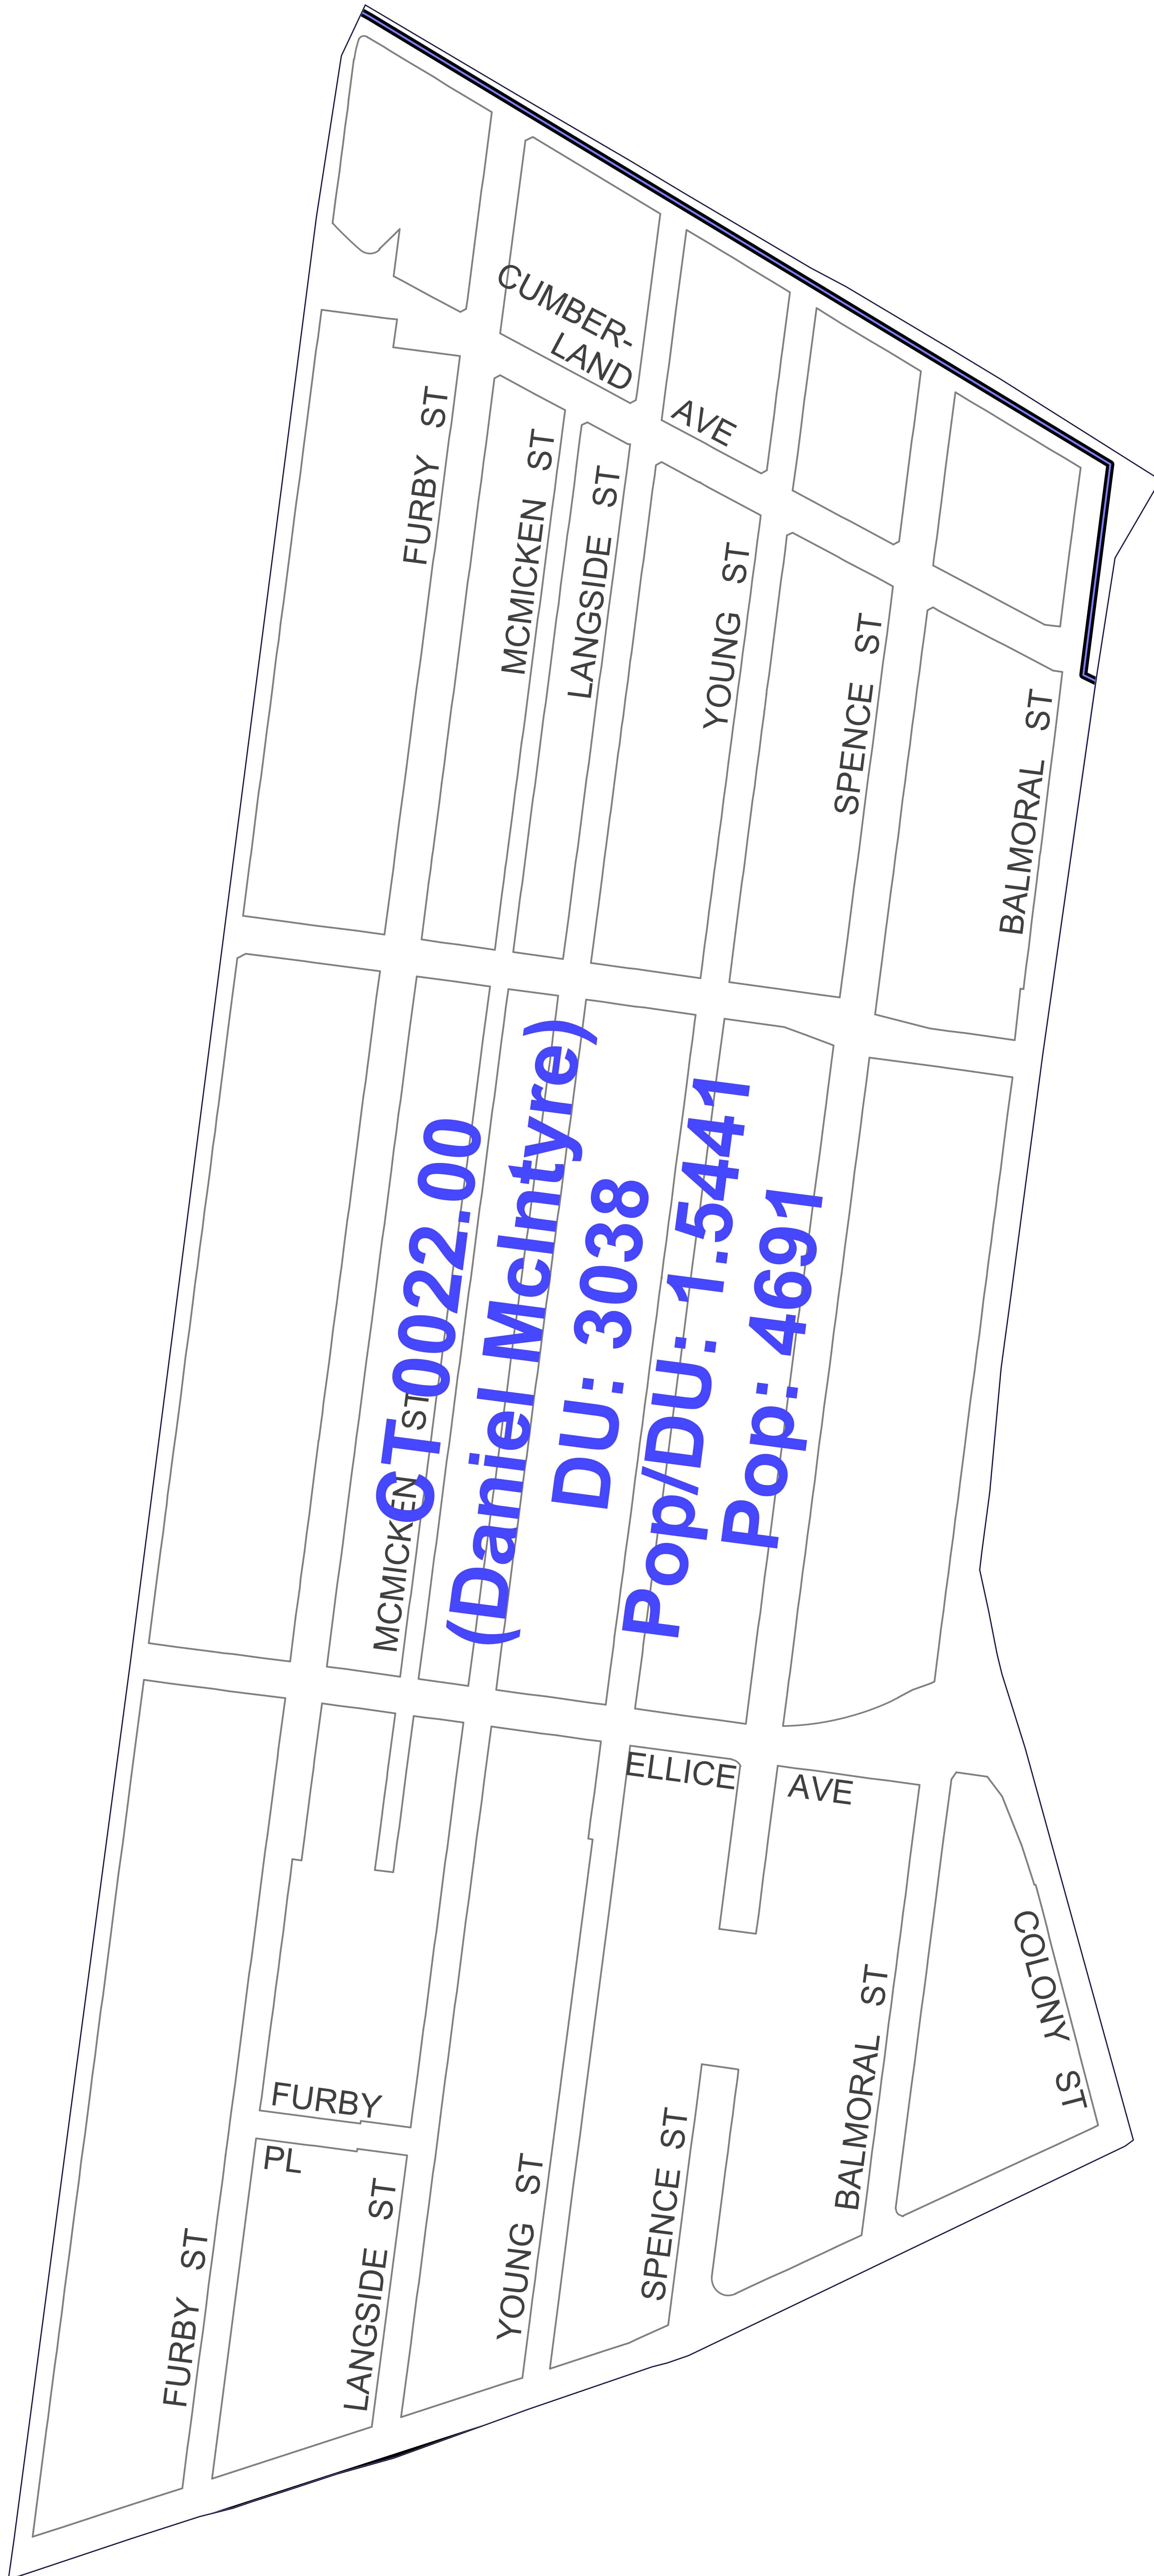 CUMBER-
LAND
AVE
FURBY ST
MCMICKEN ST
LANGSIDE ST
YOUNG ST
SPENCE ST
BALMORAL ST
CT 0022.00
(Daniel McIntyre)
DU: 3038
Pop/DU: 1.5441
Pop: 4691
MCMICKEN ST
ELLICE AVE
COLONY ST
BALMORAL ST
FURBY
PL
SPENCE ST
YOUNG ST
LANGSIDE ST
FURBY ST